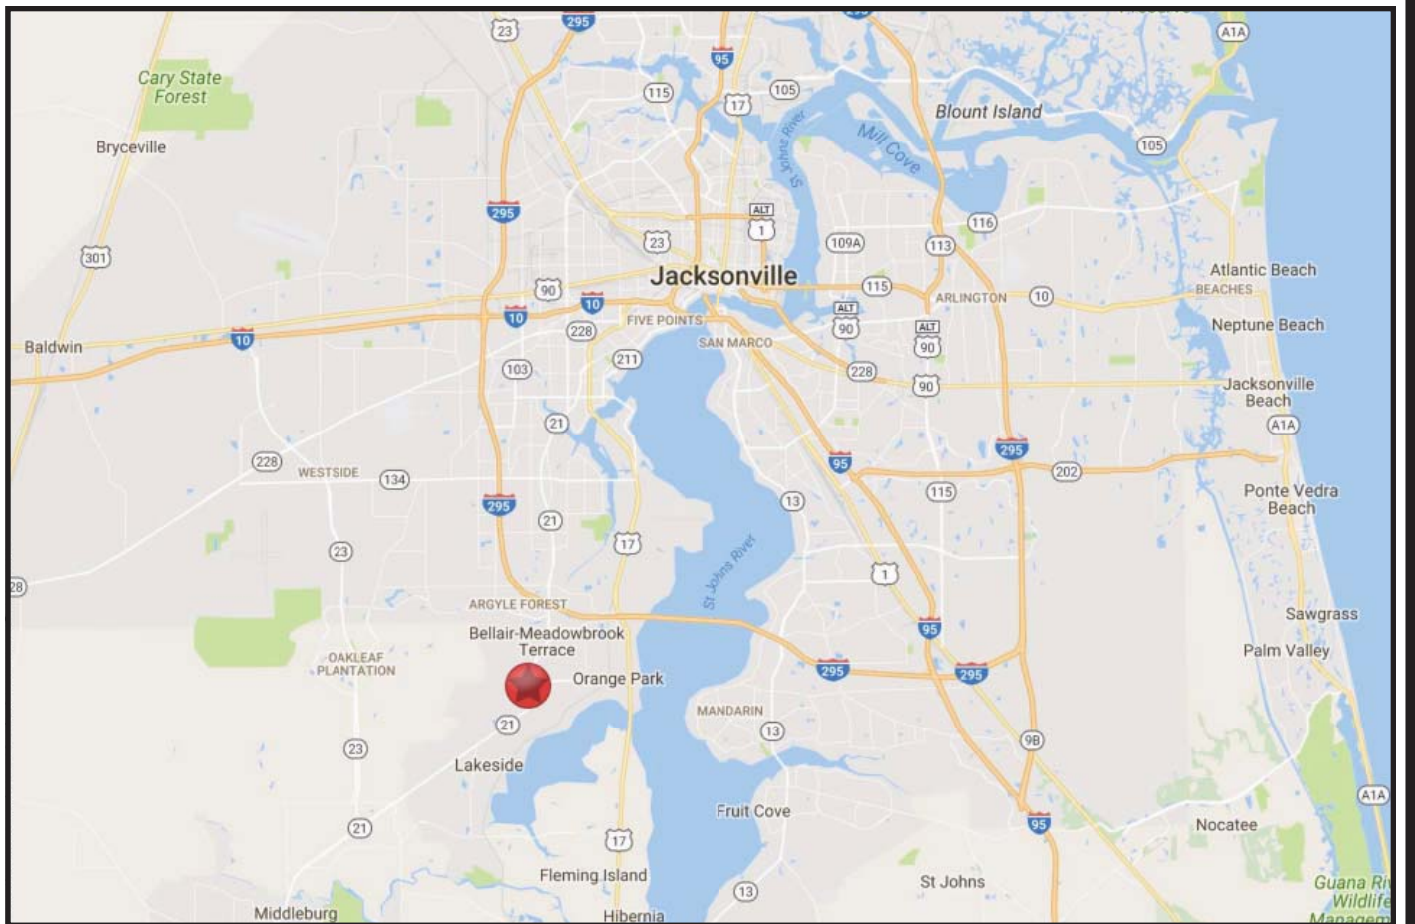 295
23
95
A1A
Cary State
Forest
115
105
17
Blount Island
Bryceville
St Johns River
Mill Cove
105
295
ALT
1
116
23
109A
113
301
Jacksonville
Atlantic Beach
90
115
ARLINGTON
10
BEACHES
10
10
ALT
90
FIVE POINTS
228
Neptune Beach
10
SAN MARCO
ALT
90
Baldwin
211
103
228
90
Jacksonville
Beach
21
A1A
228
WESTSIDE
134
95
295
202
295
13
115
Ponte Vedra
Beach
21
23
17
St Johns River
1
28
ARGYLE FOREST
Sawgrass
Bellair-Meadowbrook
Terrace
95
OAKLEAF
PLANTATION
Palm Valley
295
295
Orange Park
MANDARIN
21
13
23
9B
Lakeside
A1A
Fruit Cove
21
95
Nocatee
17
Fleming Island
St Johns
13
Guana Ri
Wildlife
Managem
Middleburg
Hibernia